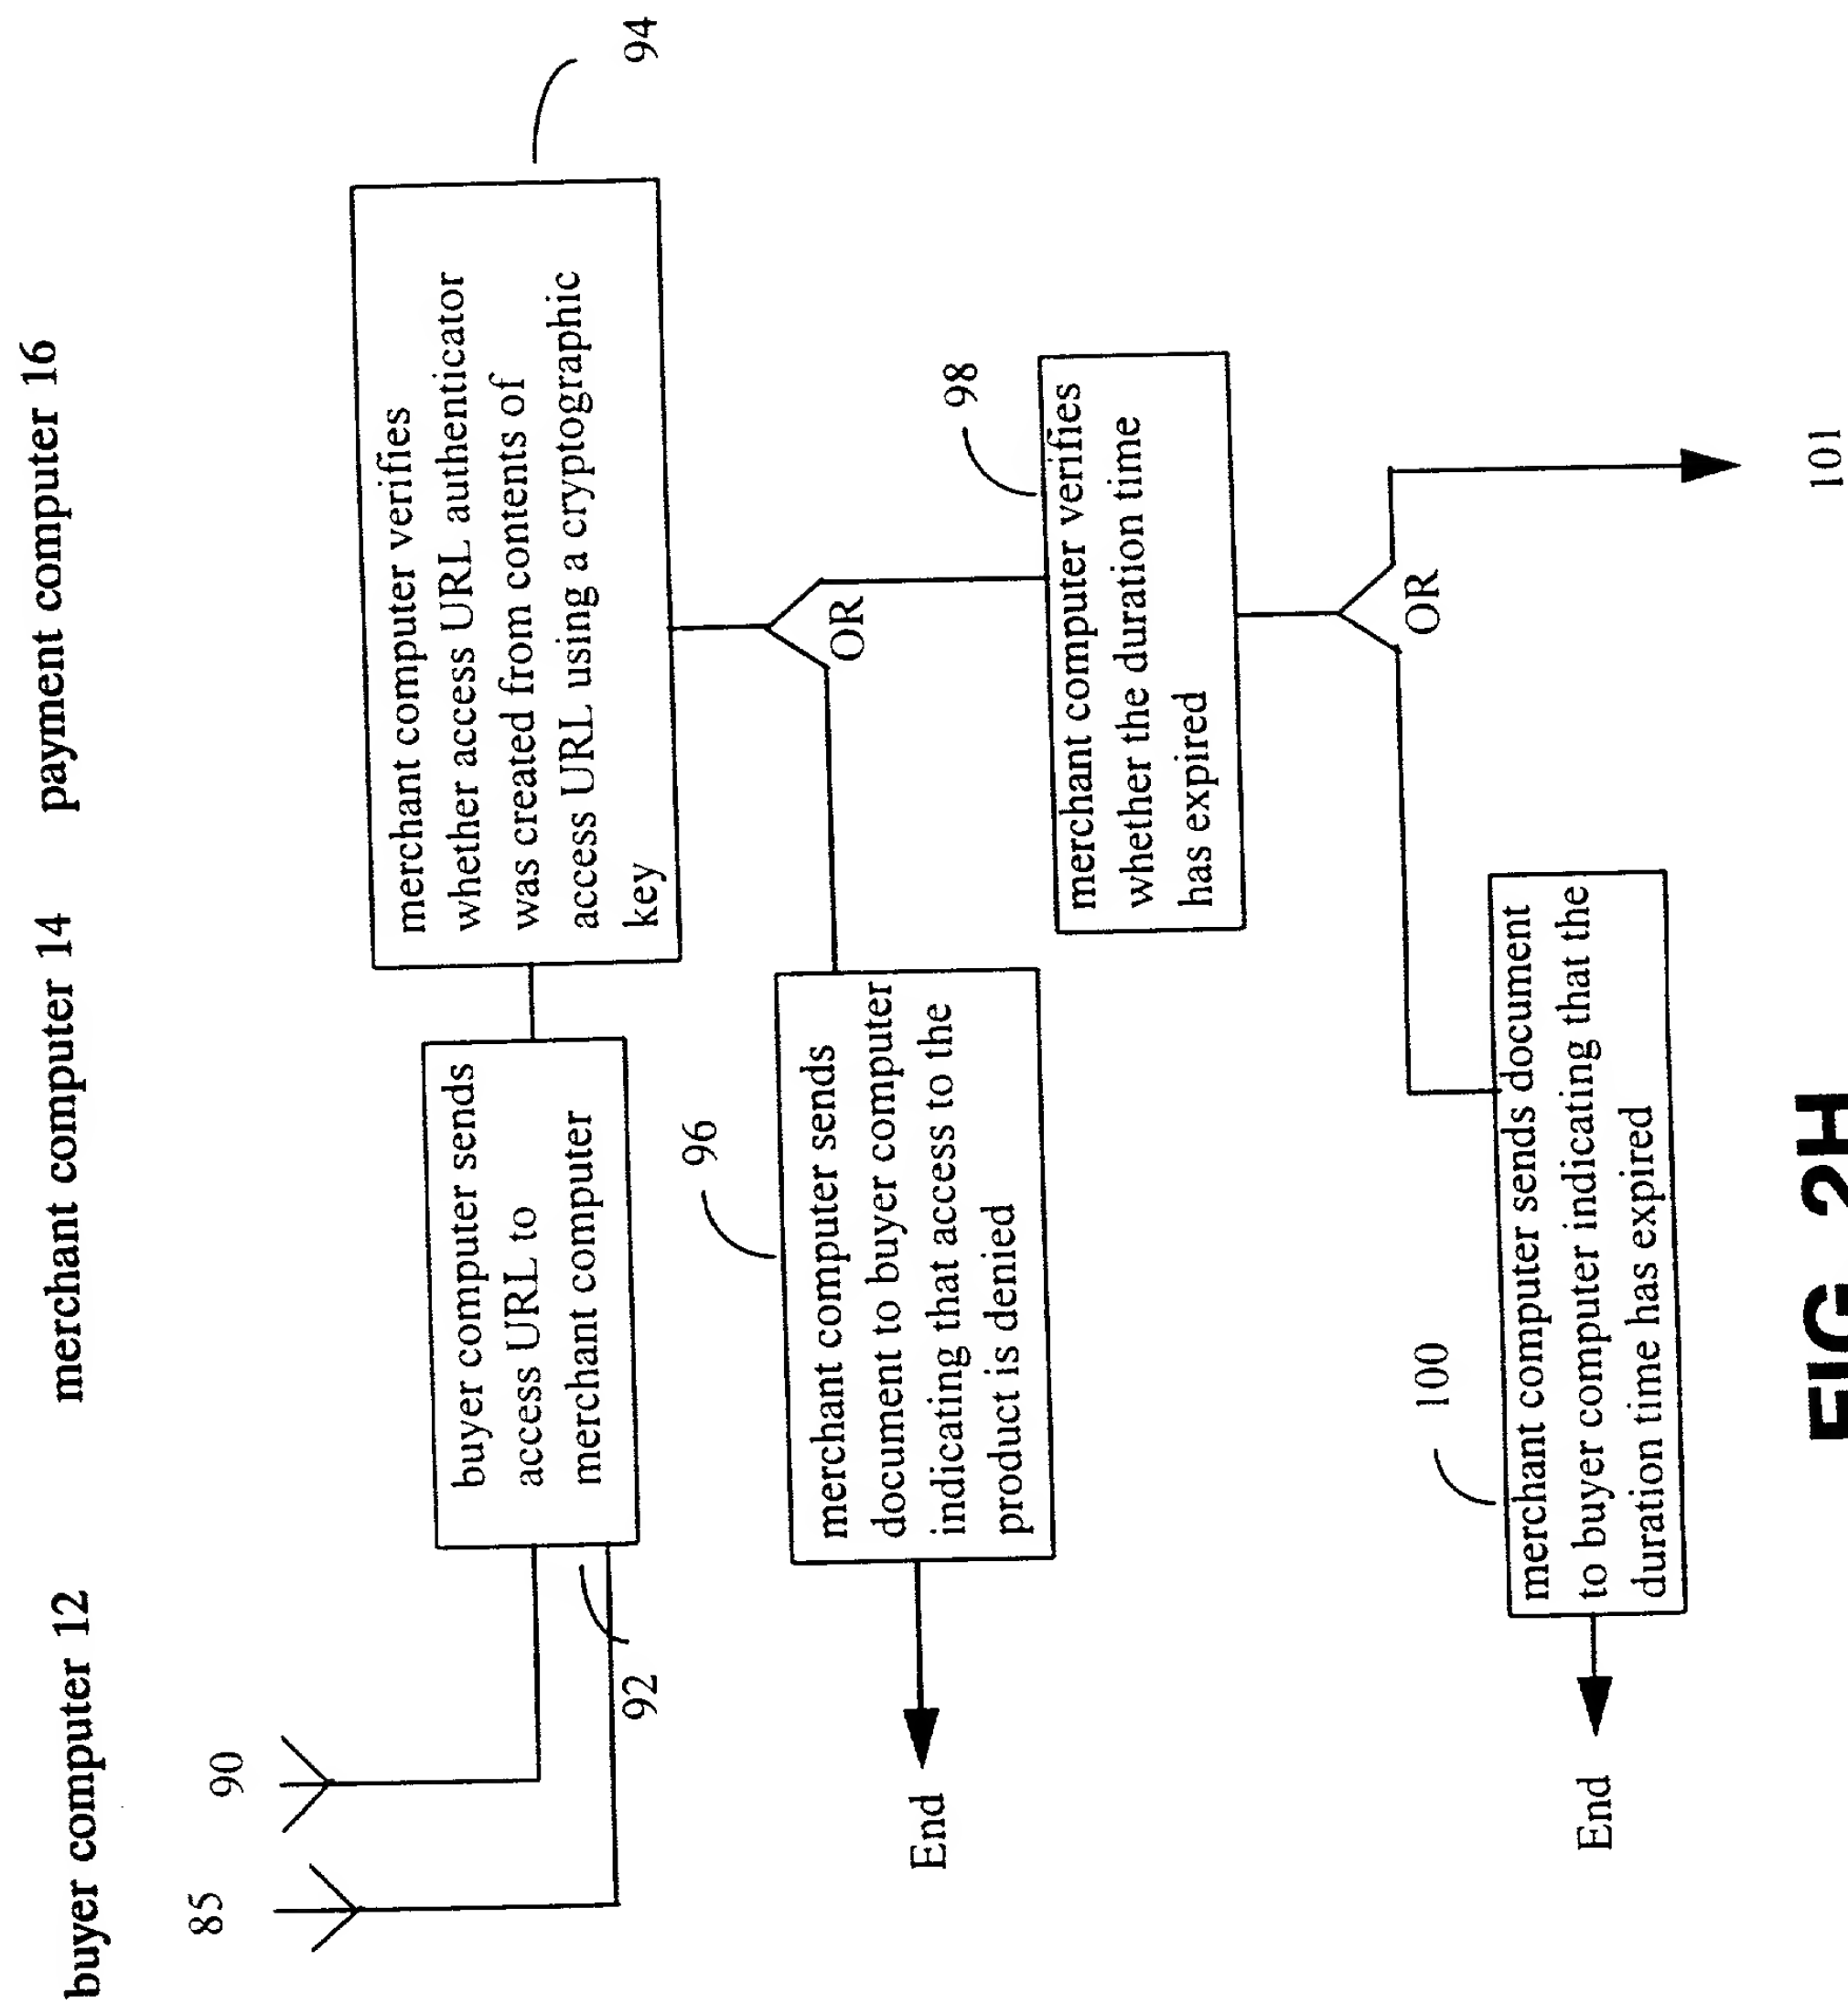 buyer computer 12
merchant computer 14
payment computer 16
85
90
buyer computer sends
access URL to
merchant computer
92
merchant computer verifies
whether access URL authenticator
was created from contents of
access URL using a cryptographic
key
94
OR
96
merchant computer sends
document to buyer computer
indicating that access to the
product is denied
End
98
merchant computer verifies
whether the duration time
has expired
OR
100
merchant computer sends document
to buyer computer indicating that the
duration time has expired
End
101
FIG. 2H